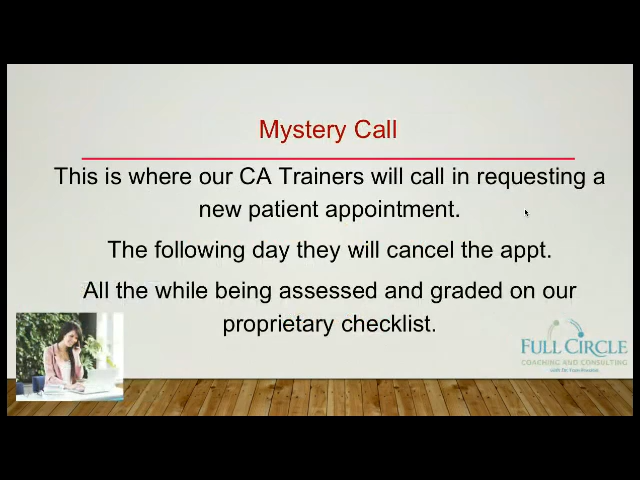 Mystery Call
This is where our CA Trainers will call in requesting a
new patient appointment.
The following day they will cancel the appt.
All the while being assessed and graded on our
proprietary checklist.
FULL CIRCLE
COACHING AND CONSULTING